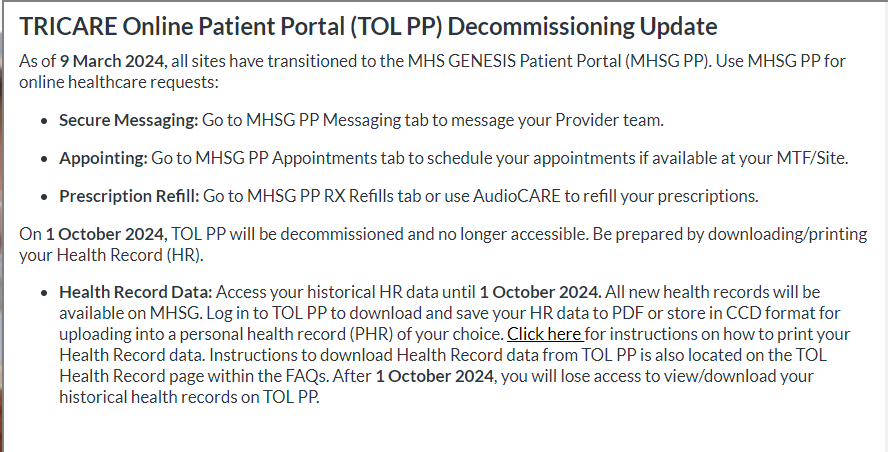 TRICARE Online Patient Portal (TOL PP) Decommissioning Update
As of 9 March 2024, all sites have transitioned to the MHS GENESIS Patient Portal (MHSG PP). Use MHSG PP for
online healthcare requests:
• Secure Messaging: Go to MHSG PP Messaging tab to message your Provider team.
• Appointing: Go to MHSG PP Appointments tab to schedule your appointments if available at your MTF/Site.
• Prescription Refill: Go to MHSG PP RX Refills tab or use AudioCARE to refill your prescriptions.
On 1 October 2024, TOL PP will be decommissioned and no longer accessible. Be prepared by downloading/printing
your Health Record (HR).
• Health Record Data: Access your historical HR data until 1 October 2024. All new health records will be
available on MHSG. Log in to TOL PP to download and save your HR data to PDF or store in CCD format for
uploading into a personal health record (PHR) of your choice. Click here for instructions on how to print your
Health Record data. Instructions to download Health Record data from TOL PP is also located on the TOL
Health Record page within the FAQs. After 1 October 2024, you will lose access to view/download your
historical health records on TOL PP.